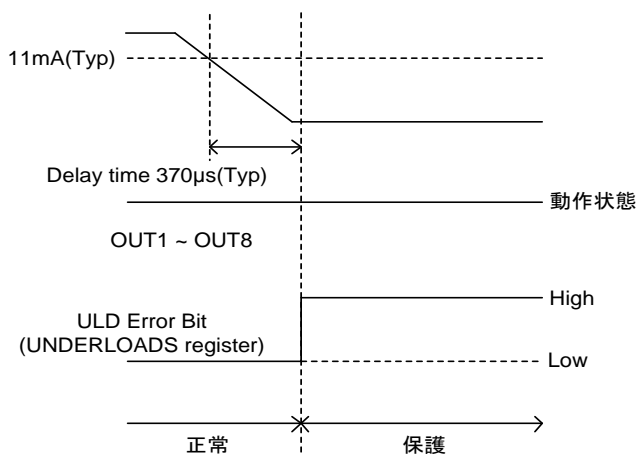 11mA(Typ)
Delay time 370μs(Typ)
動作状態
OUT1 ~ OUT8
High
ULD Error Bit
(UNDERLOADS register)
Low
正常
保護